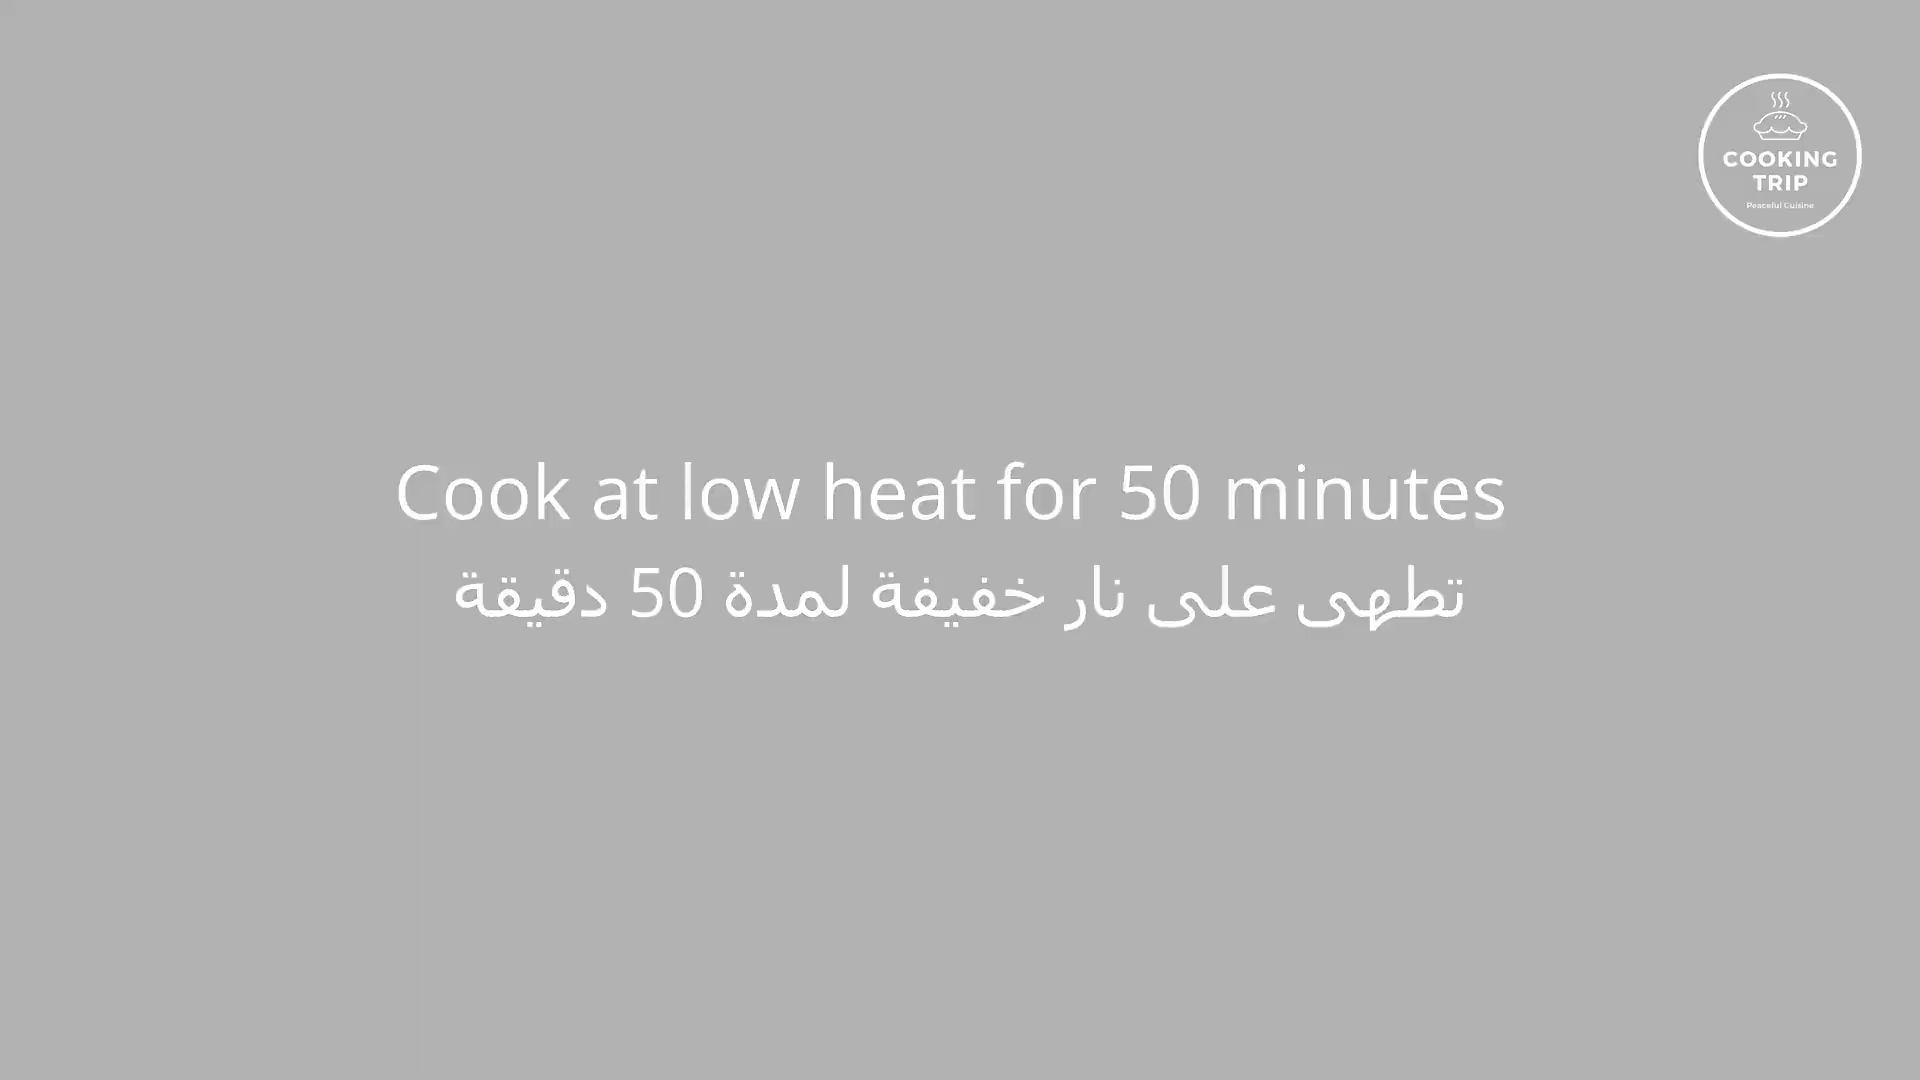 COOKING
TRIP
Peaceful Cuisine
Cook at low heat for 50 minutes
تطهى على نار خفيفة لمدة 50 دقيقة